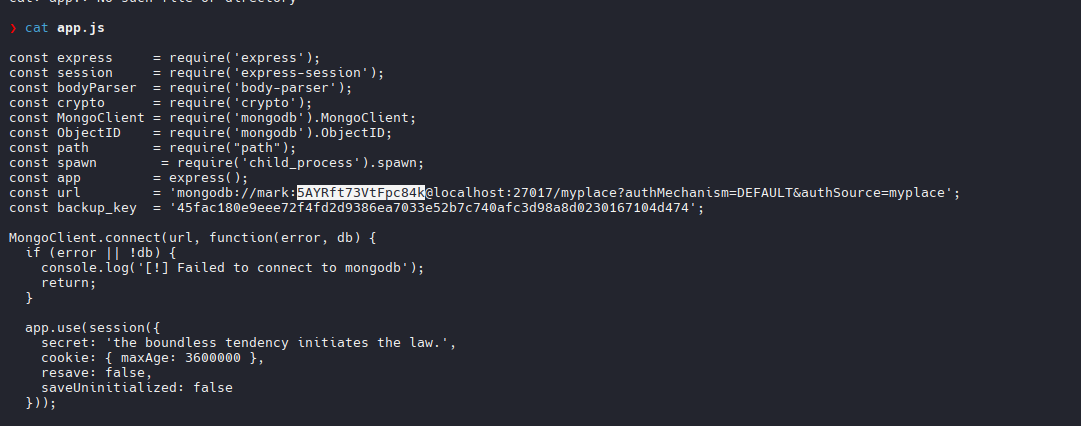 cat: app.: No such file or directory
❯ cat app.js
const express     = require('express');
const session     = require('express-session');
const bodyParser  = require('body-parser');
const crypto      = require('crypto');
const MongoClient = require('mongodb').MongoClient;
const ObjectID    = require('mongodb').ObjectID;
const path        = require("path");
const spawn        = require('child_process').spawn;
const app         = express();
const url         = 'mongodb://mark:5AYRft73VtFpc84k@localhost:27017/myplace?authMechanism=DEFAULT&authSource=myplace';
const backup_key  = '45fac180e9eee72f4fd2d9386ea7033e52b7c740afc3d98a8d0230167104d474';
MongoClient.connect(url, function(error, db) {
  if (error || !db) {
    console.log('[!] Failed to connect to mongodb');
    return;
  }
  app.use(session({
    secret: 'the boundless tendency initiates the law.',
    cookie: { maxAge: 3600000 },
    resave: false,
    saveUninitialized: false
  }));